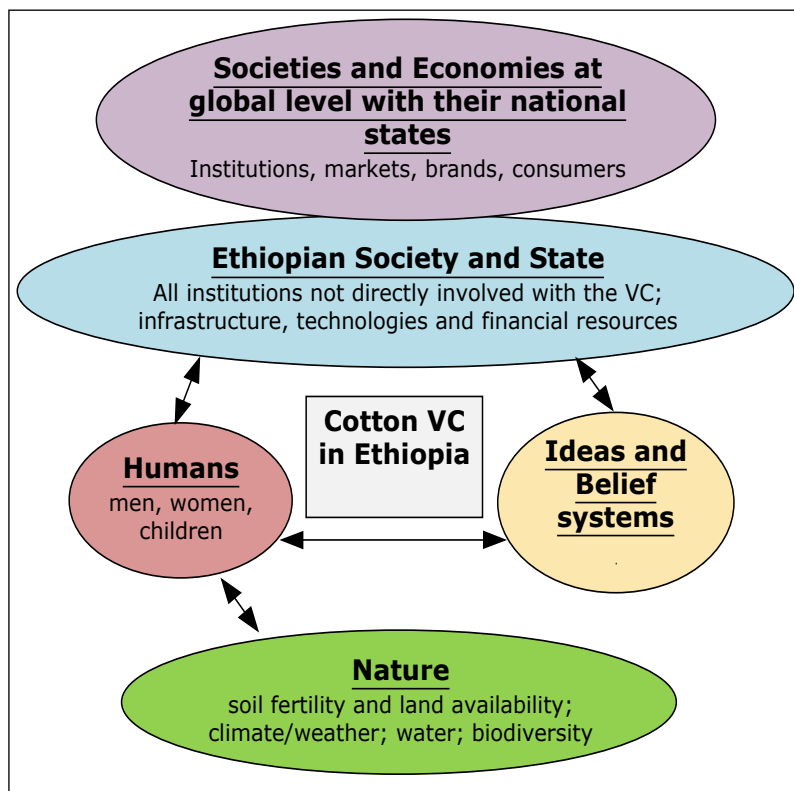 Societies and Economies at
global level with their national
states
Institutions, markets, brands, consumers
Ethiopian Society and State
All institutions not directly involved with the VC;
infrastructure, technologies and financial resources
Cotton VC
in Ethiopia
Humans
men, women,
children
Ideas and
Belief
systems
.
Nature
soil fertility and land availability;
climate/weather; water; biodiversity